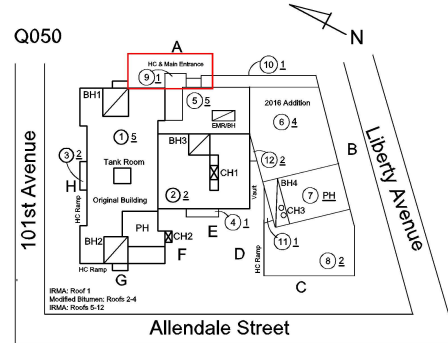 Q050
A
N
HC & Main Entrance
9 1
10 1
BH1
5 5
EMR/BH
2016 Addition
6 4
101st Avenue
Liberty Avenue
1 5
BH3
B
3 2
Tank Room
CH1
12 2
H
HC Ramp
Original Building
2 2
Vault
BH4
7 PH
CH3
BH2
PH
CH2
4 1
E
11 1
HC Ramp
F
D
HC Ramp
8 2
G
C
IRMA: Roof 1
Modified Bitumen: Roofs 2-4
IRMA: Roofs 5-12
Allendale Street